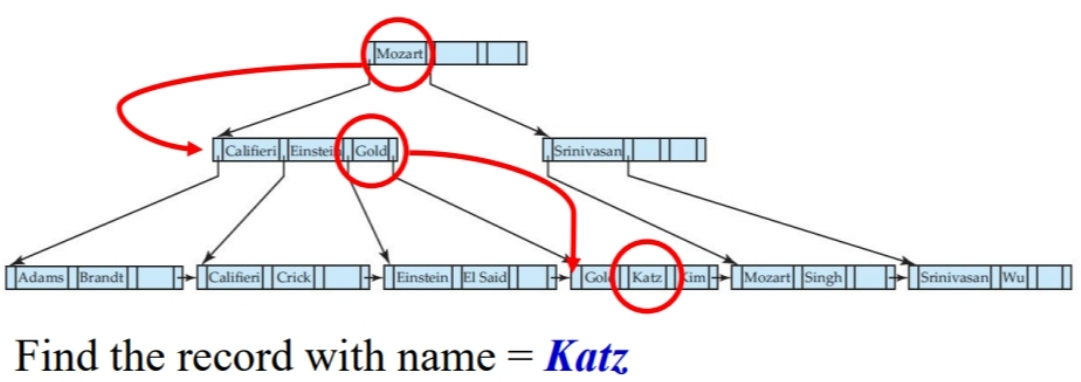 Mozart
Califieri Einstein Gold Srinivasan
Adams Brandt Califieri Crick Einstein El Said Gold Katz Kim Mozart Singh Srinivasan Wu
Find the record with name = Katz